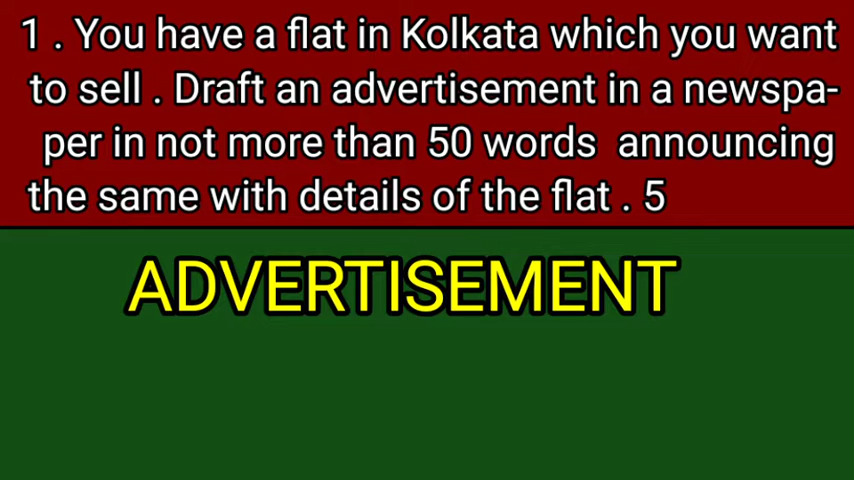 1 . You have a flat in Kolkata which you want
to sell . Draft an advertisement in a newspa-
per in not more than 50 words announcing
the same with details of the flat . 5
ADVERTISEMENT